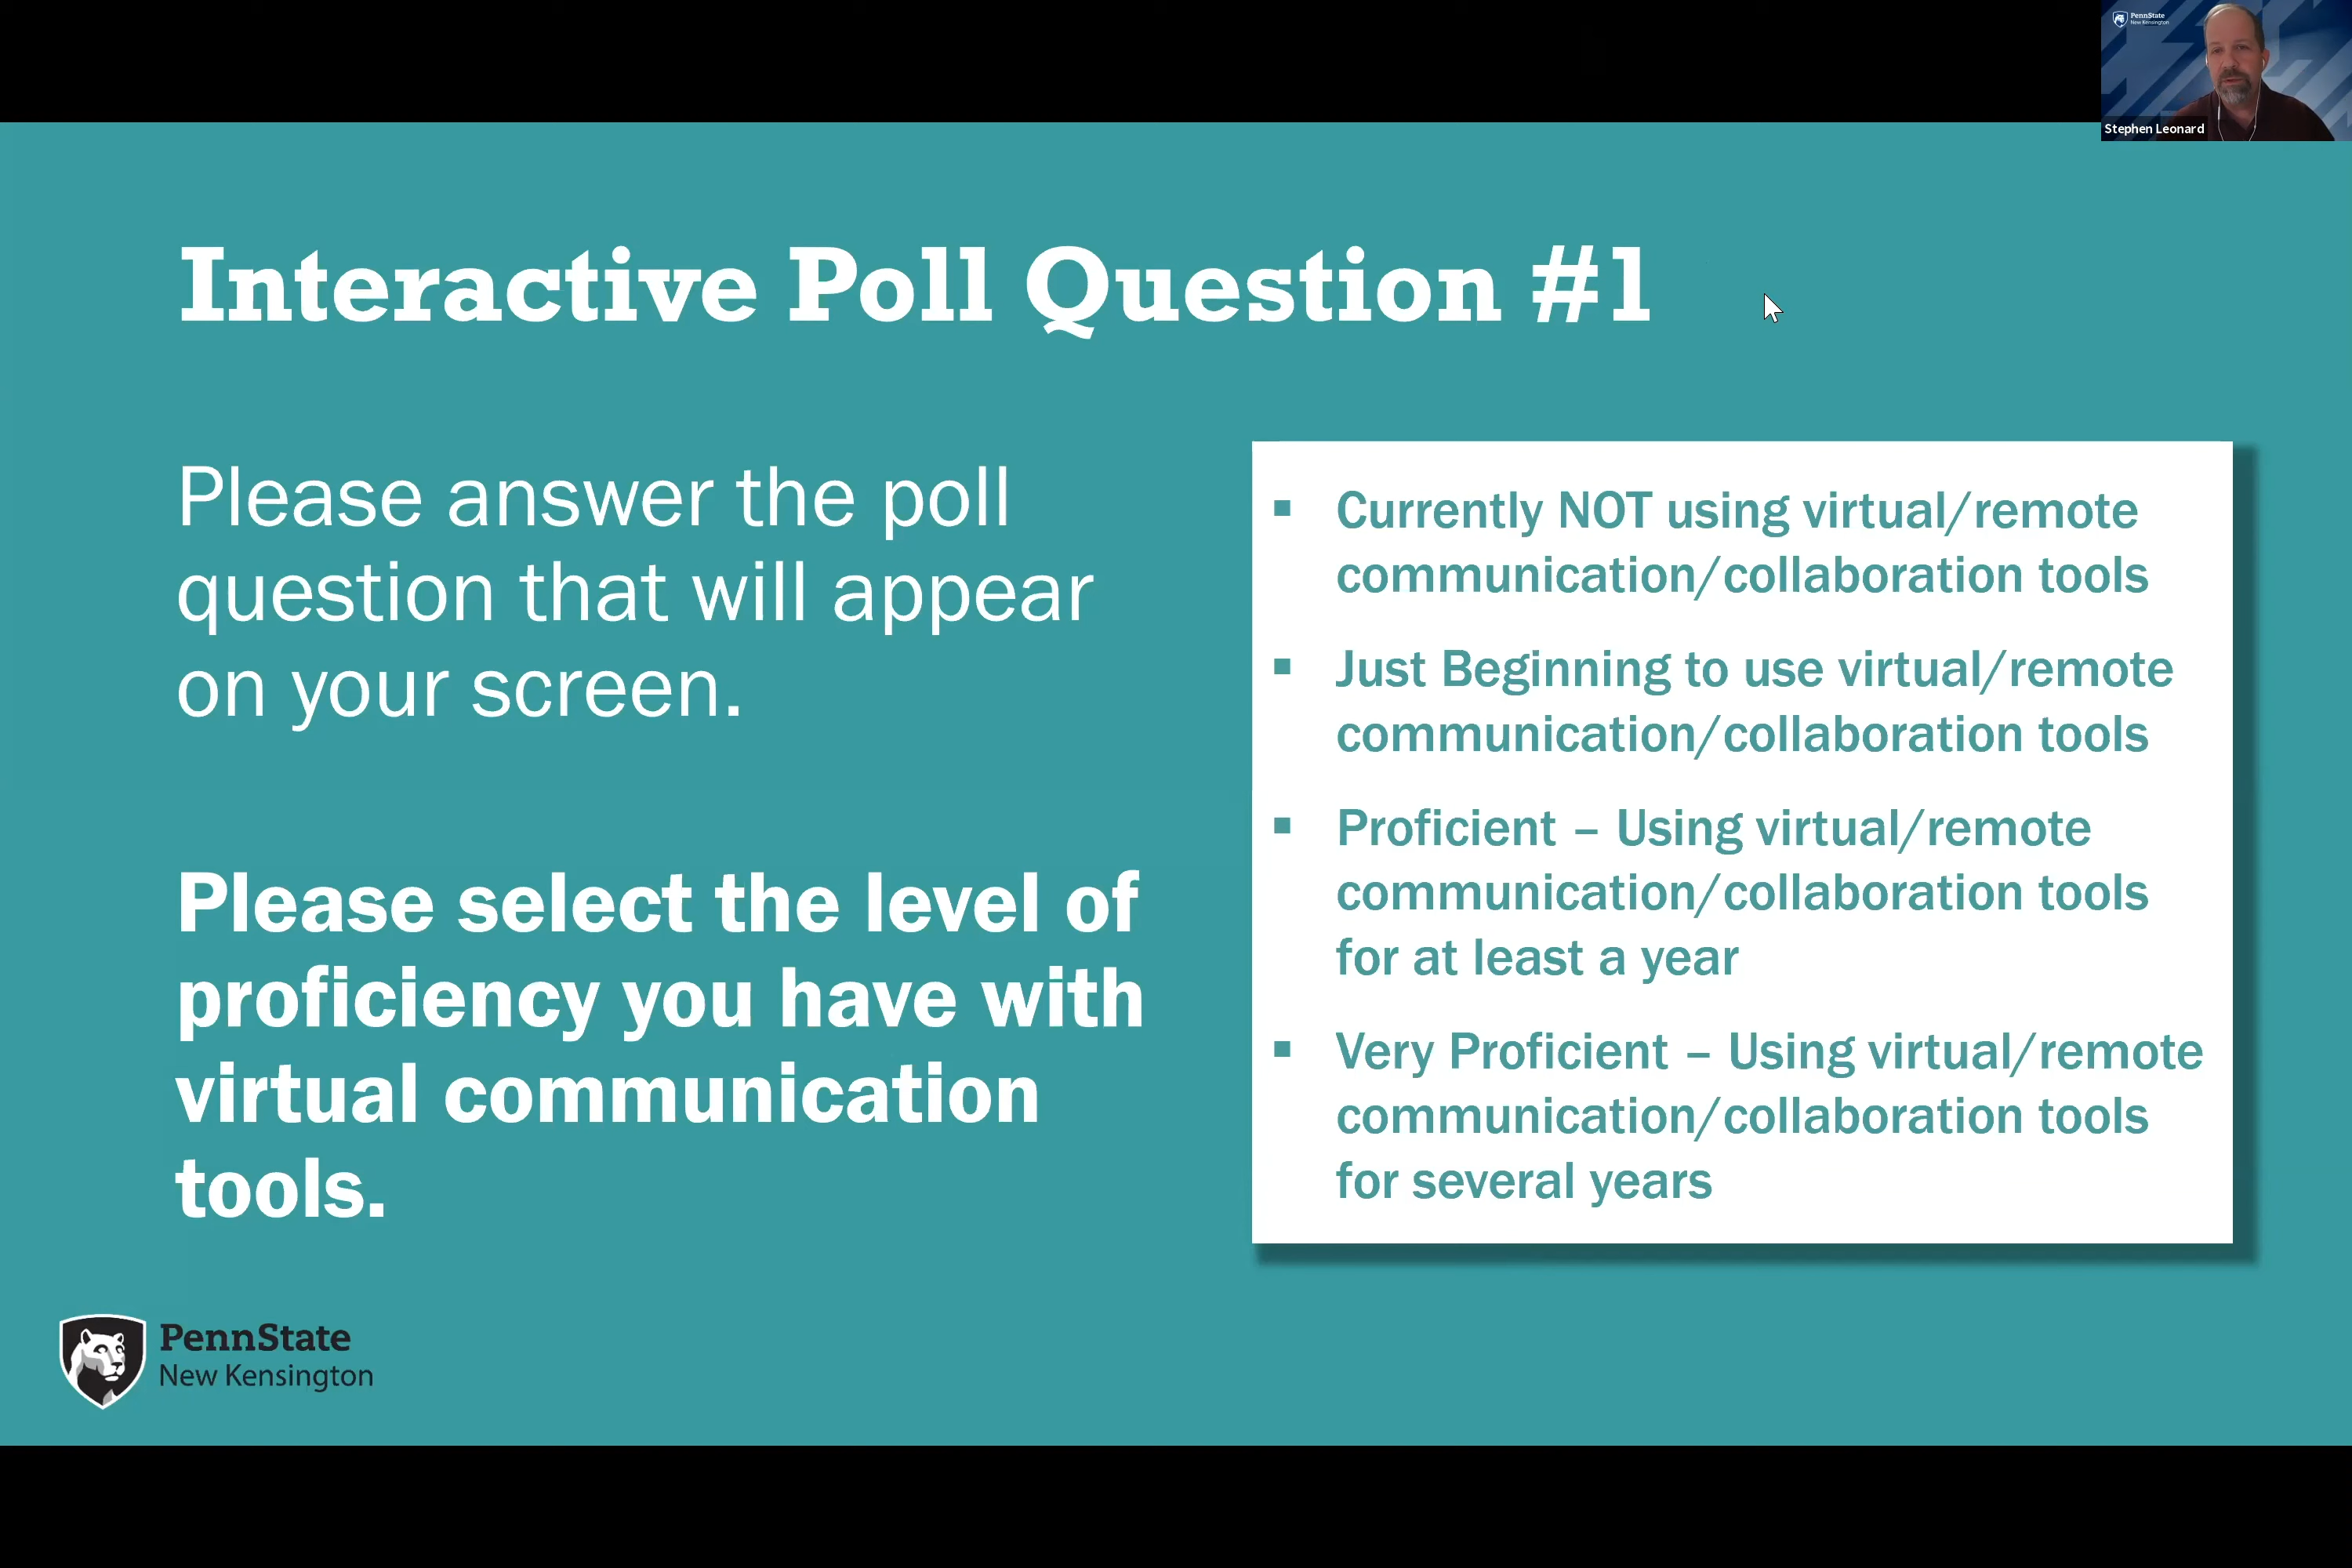 PennState
New Kensington
Stephen Leonard
Interactive Poll Question #1
Please answer the poll
question that will appear
on your screen.
Please select the level of
proficiency you have with
virtual communication
tools.
▪ Currently NOT using virtual/remote
communication/collaboration tools
▪ Just Beginning to use virtual/remote
communication/collaboration tools
▪ Proficient – Using virtual/remote
communication/collaboration tools
for at least a year
▪ Very Proficient – Using virtual/remote
communication/collaboration tools
for several years
PennState
New Kensington